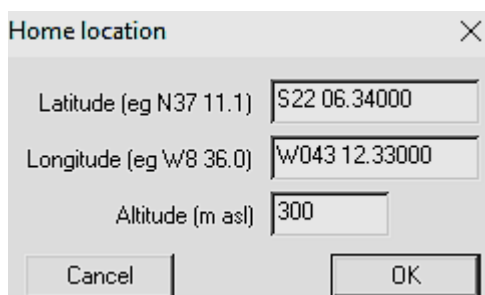 Home location
Latitude (eg N37 11.1) S22 06.34000
Longitude (eg W8 36.0) W043 12.33000
Altitude (m asl) 300
Cancel OK